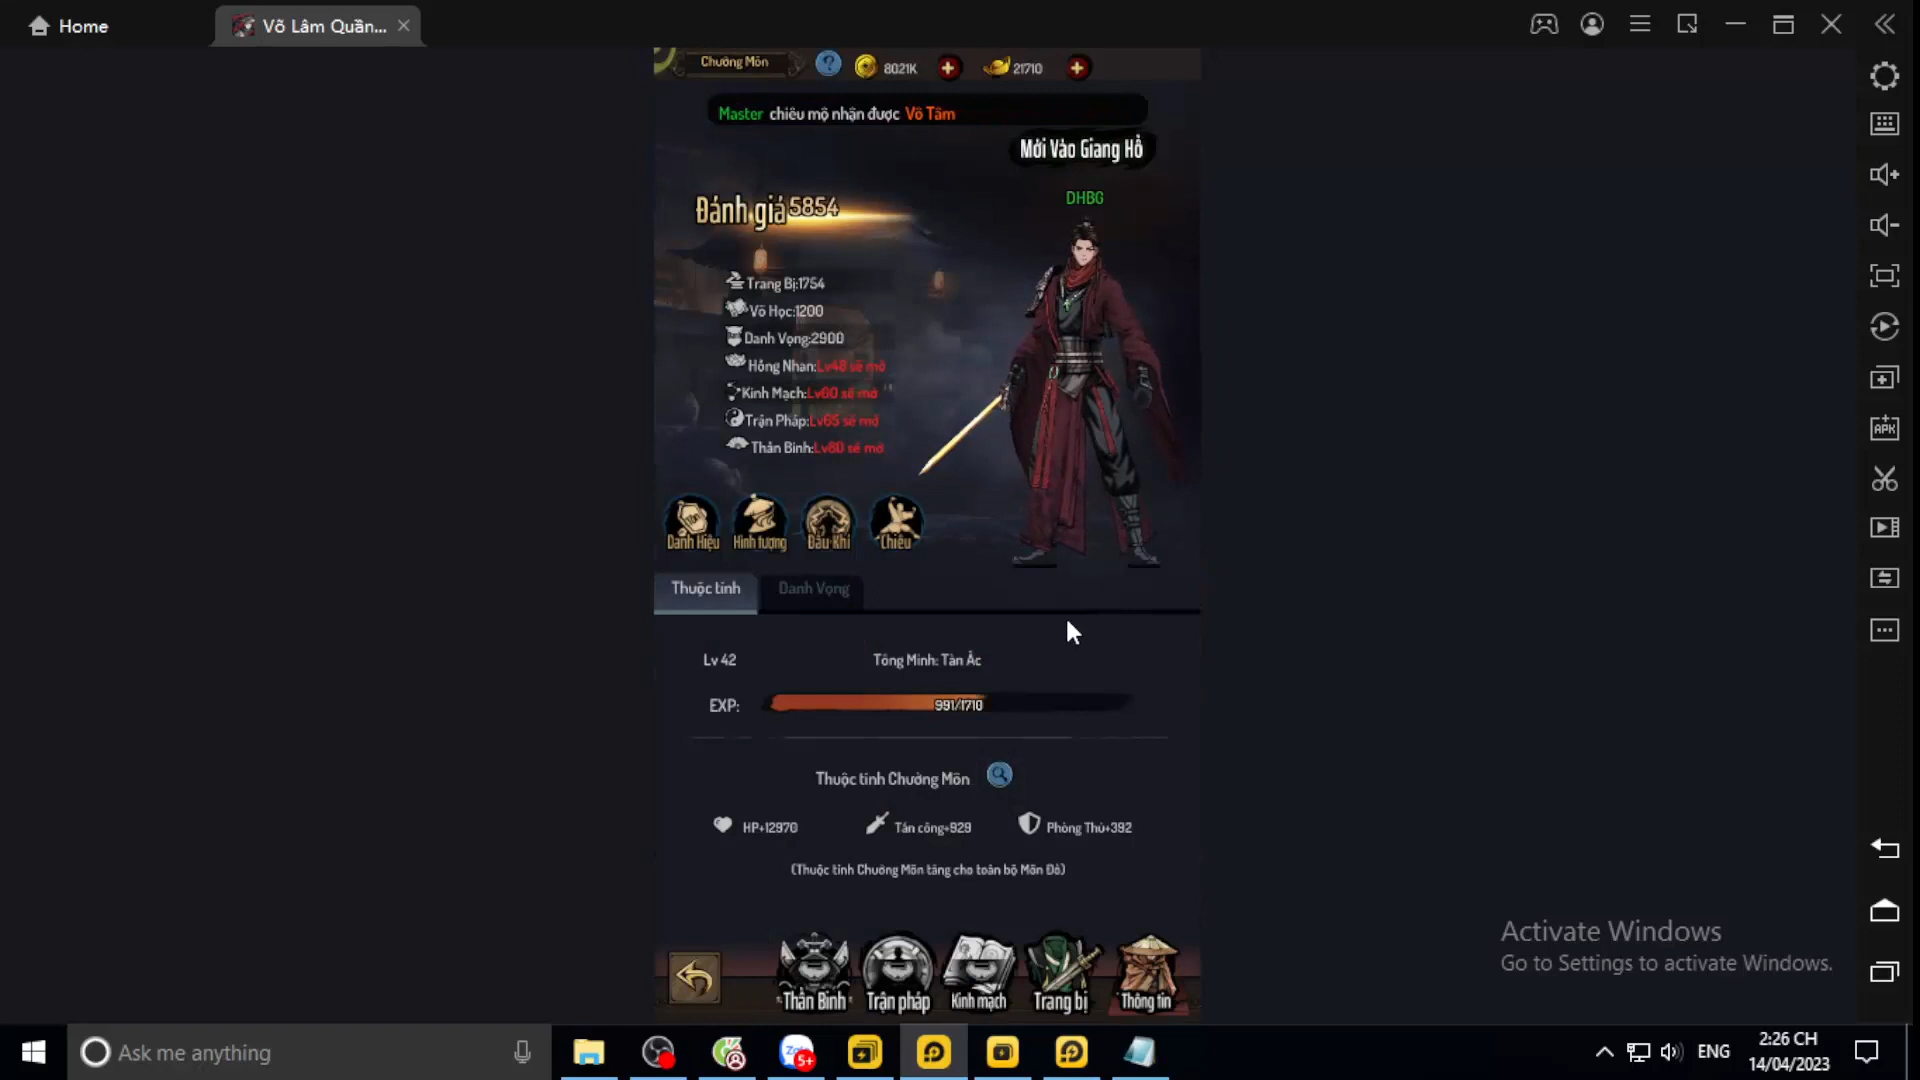 Home
Võ Lâm Quần...
Chưởng Môn
8021K
21710
Master chiêu mộ nhận được Vô Tâm
Mới Vào Giang Hồ
DHBG
Đánh giá 5854
Trang Bị:1754
Võ Học:1200
Danh Vọng:2900
Hồng Nhan:Lv48 sẽ mở
Kinh Mạch:Lv60 sẽ mở
Trận Pháp:Lv65 sẽ mở
Thần Binh:Lv80 sẽ mở
Danh Hiệu
Hình tượng
Đấu Khí
Chiêu
Thuộc tính
Danh Vọng
Lv 42
Tông Minh: Tàn Ác
EXP:
991/1710
Thuộc tính Chưởng Môn
HP+12970
Tấn công+929
Phòng Thủ+392
(Thuộc tính Chưởng Môn tăng cho toàn bộ Môn Đồ)
Thần Binh
Trận pháp
Kinh mạch
Trang bị
Thông tin
APK
Activate Windows
Go to Settings to activate Windows.
Ask me anything
Zalo
5+
ENG
2:26 CH
14/04/2023